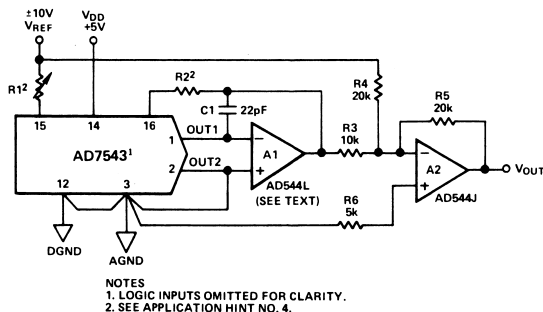 ±10V
VREF
VDD
+5V
R1²
R2²
C1
22pF
R4
20k
R5
20k
15
14
16
OUT1
1
AD7543¹
2
OUT2
−
+
A1
AD544L
(SEE TEXT)
R3
10k
−
+
A2
AD544J
VOUT
12
3
R6
5k
DGND
AGND
NOTES
1. LOGIC INPUTS OMITTED FOR CLARITY.
2. SEE APPLICATION HINT NO. 4.